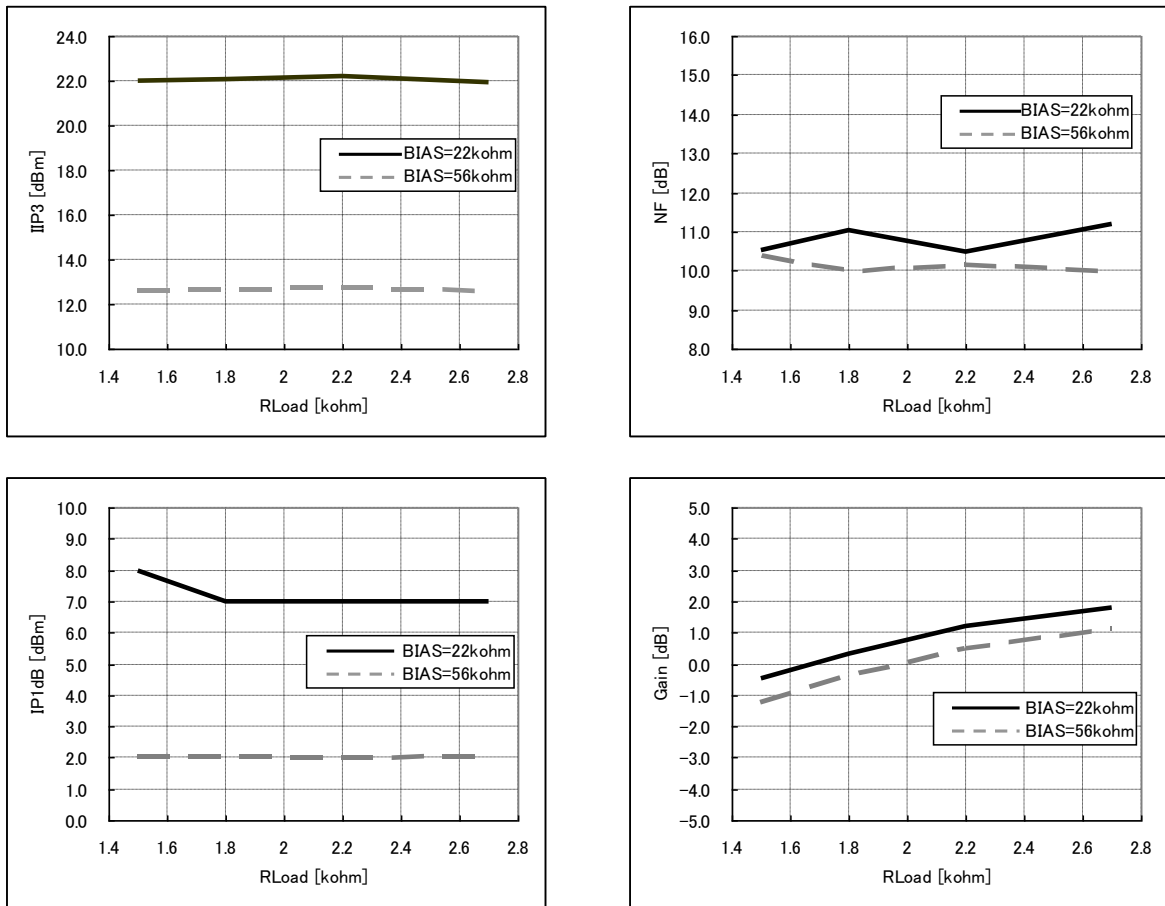 24.0
22.0
20.0
18.0
16.0
14.0
12.0
10.0
IIP3 [dBm]
BIAS=22kohm
BIAS=56kohm
1.4 1.6 1.8 2 2.2 2.4 2.6 2.8
RLoad [kohm]
16.0
15.0
14.0
13.0
12.0
11.0
10.0
9.0
8.0
NF [dB]
BIAS=22kohm
BIAS=56kohm
1.4 1.6 1.8 2 2.2 2.4 2.6 2.8
RLoad [kohm]
10.0
9.0
8.0
7.0
6.0
5.0
4.0
3.0
2.0
1.0
0.0
IP1dB [dBm]
BIAS=22kohm
BIAS=56kohm
1.4 1.6 1.8 2 2.2 2.4 2.6 2.8
RLoad [kohm]
5.0
4.0
3.0
2.0
1.0
0.0
-1.0
-2.0
-3.0
-4.0
-5.0
Gain [dB]
BIAS=22kohm
BIAS=56kohm
1.4 1.6 1.8 2 2.2 2.4 2.6 2.8
RLoad [kohm]